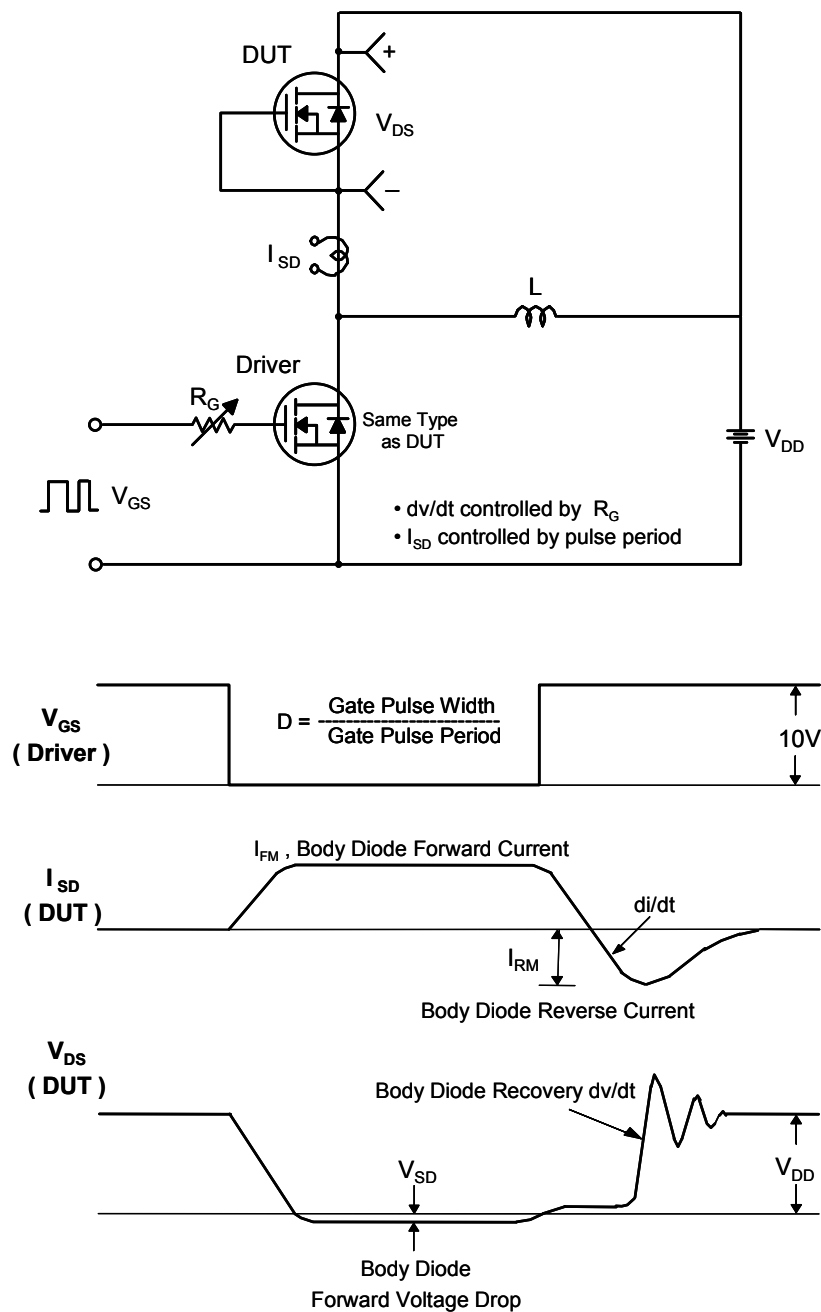 DUT
+
V_DS
−
I_SD
L
Driver
R_G
Same Type
as DUT
V_DD
V_GS
• dv/dt controlled by R_G
• I_SD controlled by pulse period
V_GS
( Driver )
D = Gate Pulse Width
Gate Pulse Period
10V
I_FM , Body Diode Forward Current
I_SD
( DUT )
di/dt
I_RM
Body Diode Reverse Current
V_DS
( DUT )
Body Diode Recovery dv/dt
V_SD
V_DD
Body Diode
Forward Voltage Drop